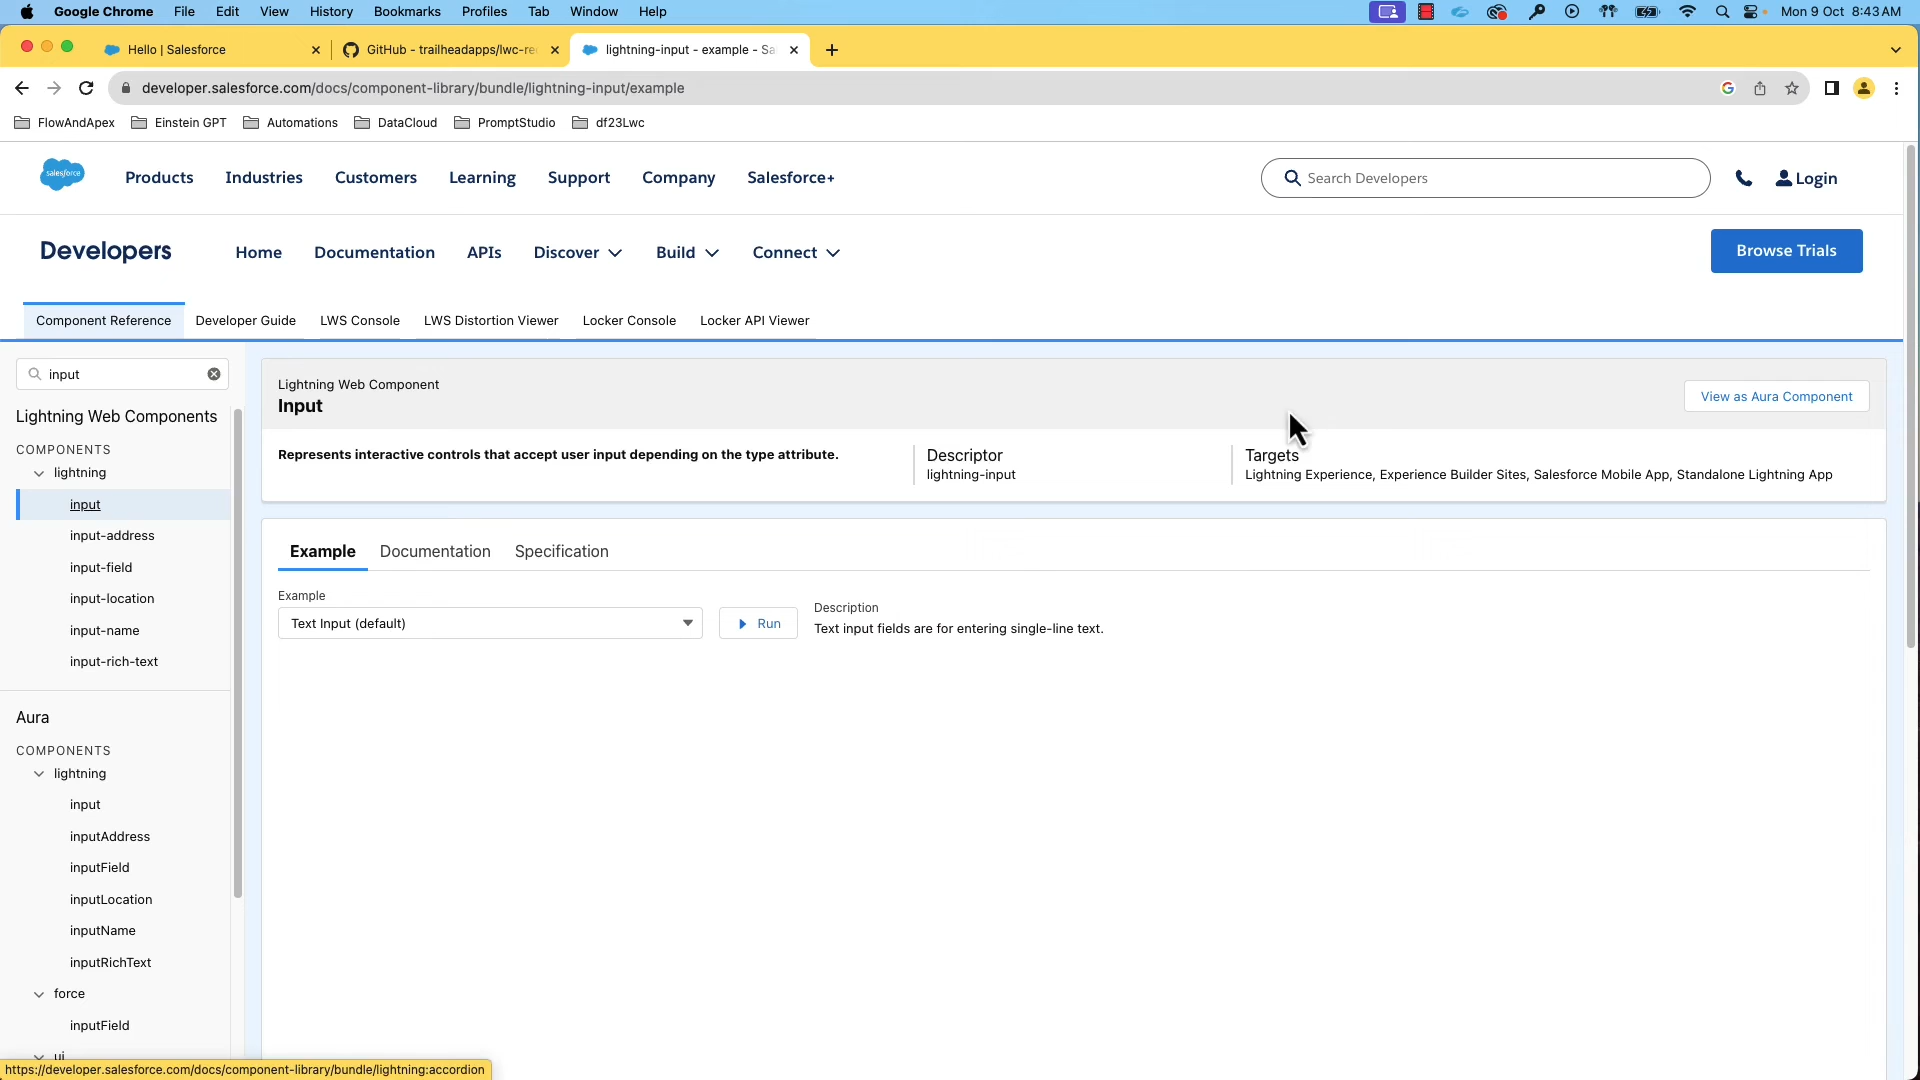 Google Chrome File Edit View History Bookmarks Profiles Tab Window Help Mon 9 Oct 8:43 AM
Hello | Salesforce GitHub - trailheadapps/lwc-re lightning-input - example - Sa
developer.salesforce.com/docs/component-library/bundle/lightning-input/example
FlowAndApex Einstein GPT Automations DataCloud PromptStudio df23Lwc
salesforce Products Industries Customers Learning Support Company Salesforce+ Search Developers Login
Developers Home Documentation APIs Discover Build Connect Browse Trials
Component Reference Developer Guide LWS Console LWS Distortion Viewer Locker Console Locker API Viewer
input
Lightning Web Components
COMPONENTS
lightning
input
input-address
input-field
input-location
input-name
input-rich-text
Aura
COMPONENTS
lightning
input
inputAddress
inputField
inputLocation
inputName
inputRichText
force
inputField
ui
Lightning Web Component
Input
View as Aura Component
Represents interactive controls that accept user input depending on the type attribute.
Descriptor
lightning-input
Targets
Lightning Experience, Experience Builder Sites, Salesforce Mobile App, Standalone Lightning App
Example Documentation Specification
Example
Text Input (default)
Run
Description
Text input fields are for entering single-line text.
https://developer.salesforce.com/docs/component-library/bundle/lightning:accordion